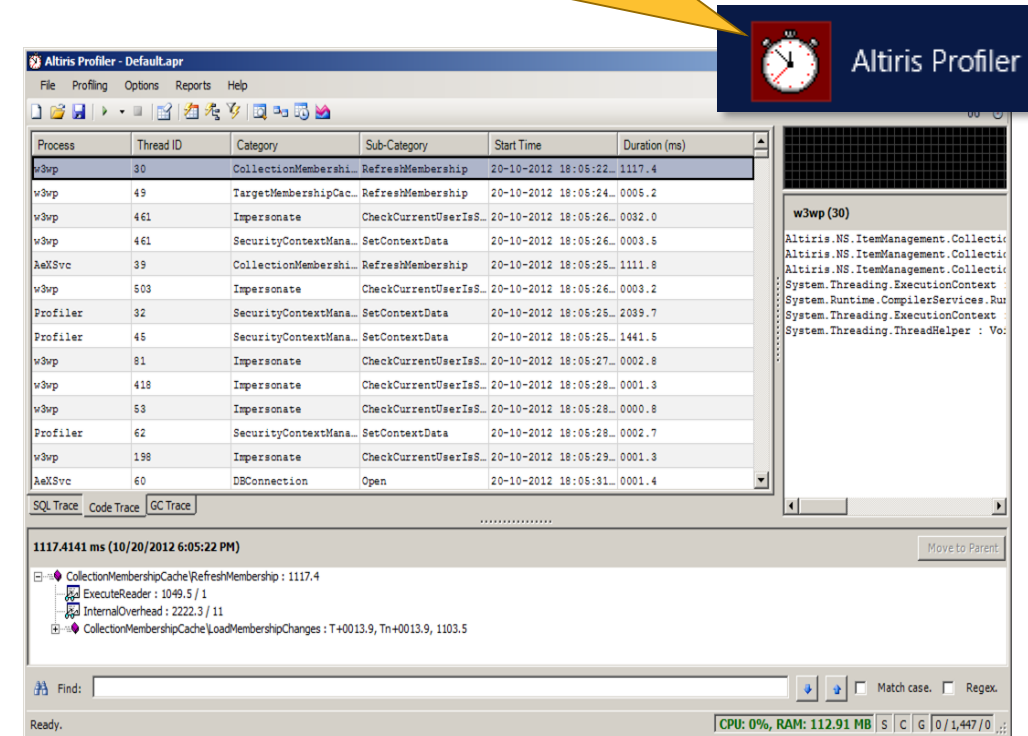 Altiris Profiler
Altiris Profiler - Default.apr
File Profiling Options Reports Help
Process Thread ID Category Sub-Category Start Time Duration (ms)
w3wp 30 CollectionMembershi... RefreshMembership 20-10-2012 18:05:22... 1117.4
w3wp 49 TargetMembershipCac... RefreshMembership 20-10-2012 18:05:24... 0005.2
w3wp 461 Impersonate CheckCurrentUserIsS... 20-10-2012 18:05:26... 0032.0
w3wp 461 SecurityContextMana... SetContextData 20-10-2012 18:05:26... 0003.5
AeXSvc 39 CollectionMembershi... RefreshMembership 20-10-2012 18:05:25... 1111.8
w3wp 503 Impersonate CheckCurrentUserIsS... 20-10-2012 18:05:26... 0003.2
Profiler 32 SecurityContextMana... SetContextData 20-10-2012 18:05:25... 2039.7
Profiler 45 SecurityContextMana... SetContextData 20-10-2012 18:05:25... 1441.5
w3wp 81 Impersonate CheckCurrentUserIsS... 20-10-2012 18:05:27... 0002.8
w3wp 418 Impersonate CheckCurrentUserIsS... 20-10-2012 18:05:28... 0001.3
w3wp 53 Impersonate CheckCurrentUserIsS... 20-10-2012 18:05:28... 0000.8
Profiler 62 SecurityContextMana... SetContextData 20-10-2012 18:05:28... 0002.7
w3wp 198 Impersonate CheckCurrentUserIsS... 20-10-2012 18:05:29... 0001.3
AeXSvc 60 DBConnection Open 20-10-2012 18:05:31... 0001.4
w3wp (30)
Altiris.NS.ItemManagement.Collectio
Altiris.NS.ItemManagement.Collectio
Altiris.NS.ItemManagement.Collectio
System.Threading.ExecutionContext :
System.Runtime.CompilerServices.Run
System.Threading.ExecutionContext :
System.Threading.ThreadHelper : Voi
SQL Trace Code Trace GC Trace
1117.4141 ms (10/20/2012 6:05:22 PM) Move to Parent
CollectionMembershipCache\RefreshMembership : 1117.4
ExecuteReader : 1049.5 / 1
InternalOverhead : 2222.3 / 11
CollectionMembershipCache\LoadMembershipChanges : T+0013.9, Tn+0013.9, 1103.5
Find: Match case. Regex.
Ready. CPU: 0%, RAM: 112.91 MB S C G 0 / 1,447 / 0